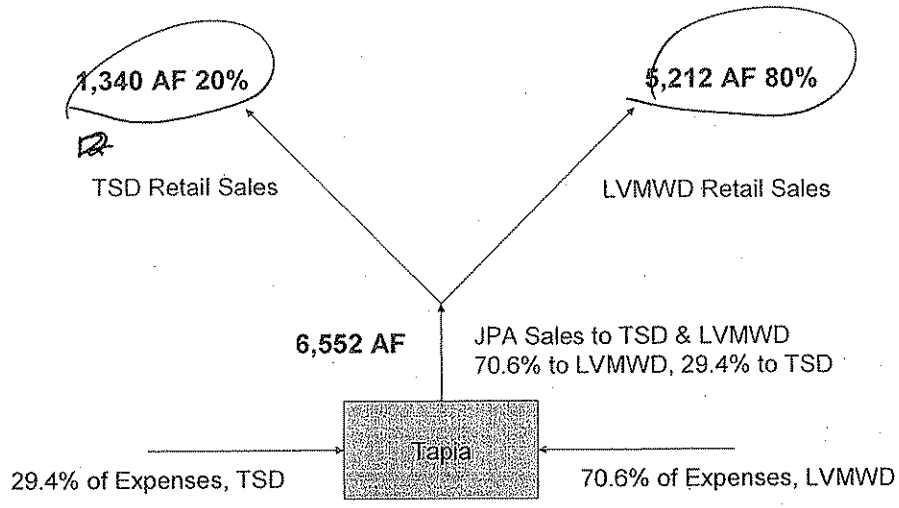 1,340 AF 20%
5,212 AF 80%
TSD Retail Sales
LVMWD Retail Sales
6,552 AF
JPA Sales to TSD & LVMWD
70.6% to LVMWD, 29.4% to TSD
Tapia
29.4% of Expenses, TSD
70.6% of Expenses, LVMWD